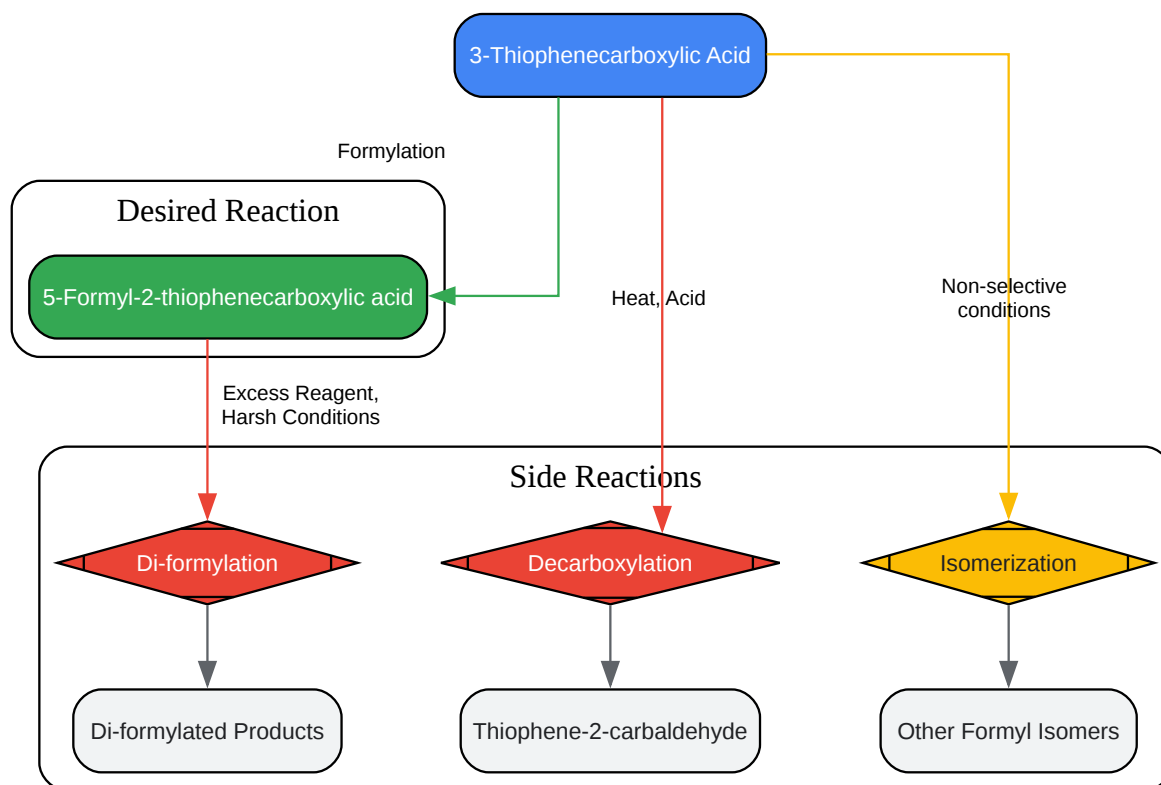 3-Thiophenecarboxylic Acid
Formylation
Desired Reaction
5-Formyl-2-thiophenecarboxylic acid
Heat, Acid
Non-selective
conditions
Excess Reagent,
Harsh Conditions
Side Reactions
Di-formylation
Decarboxylation
Isomerization
Di-formylated Products
Thiophene-2-carbaldehyde
Other Formyl Isomers